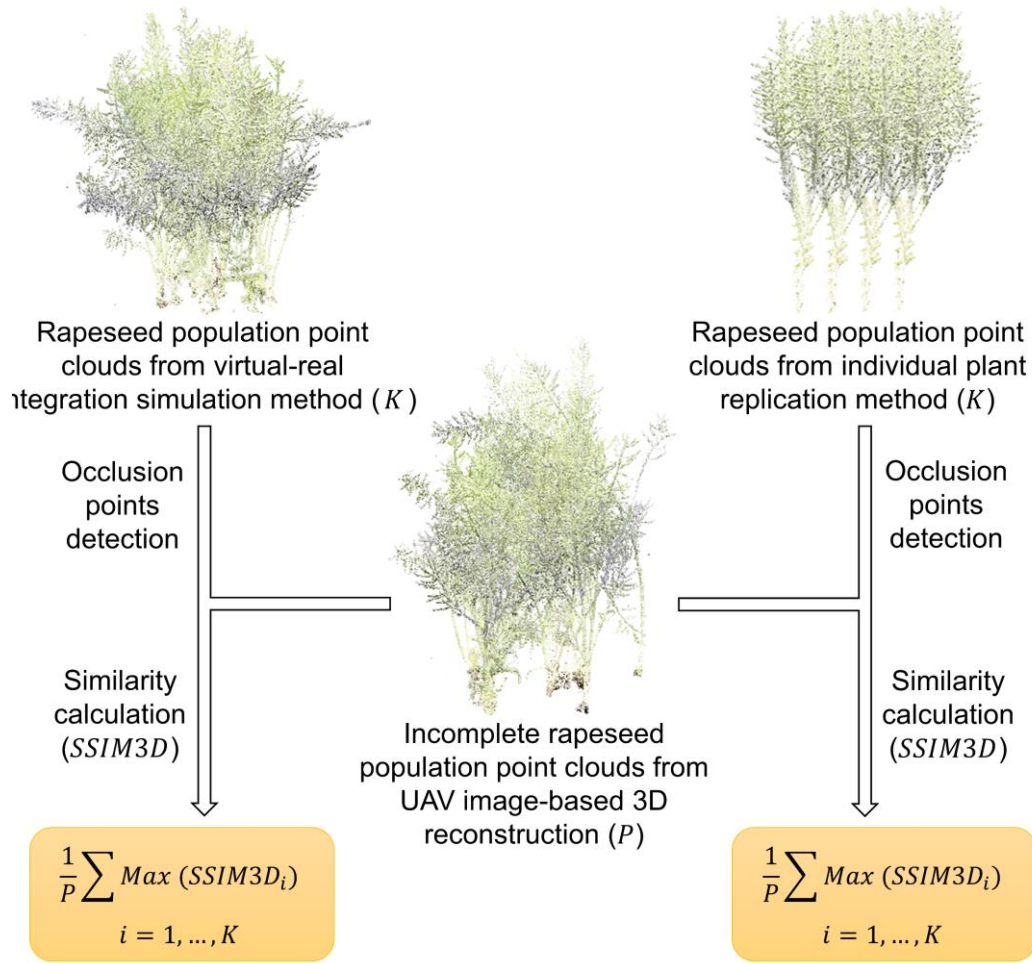 Rapeseed population point
clouds from virtual-real
ntegration simulation method (K)
Rapeseed population point
clouds from individual plant
replication method (K)
Occlusion
points
detection
Occlusion
points
detection
Similarity
calculation
(SSIM3D)
Incomplete rapeseed
population point clouds from
UAV image-based 3D
reconstruction (P)
Similarity
calculation
(SSIM3D)
1/P ∑ Max (SSIM3D_i)
i = 1, ..., K
1/P ∑ Max (SSIM3D_i)
i = 1, ..., K